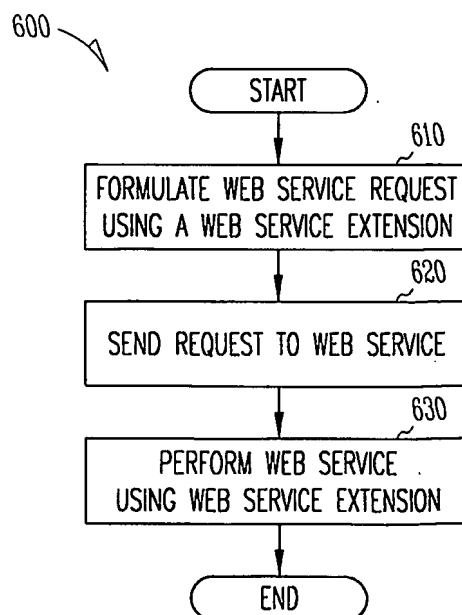 600
START
610
FORMULATE WEB SERVICE REQUEST
USING A WEB SERVICE EXTENSION
620
SEND REQUEST TO WEB SERVICE
630
PERFORM WEB SERVICE
USING WEB SERVICE EXTENSION
END